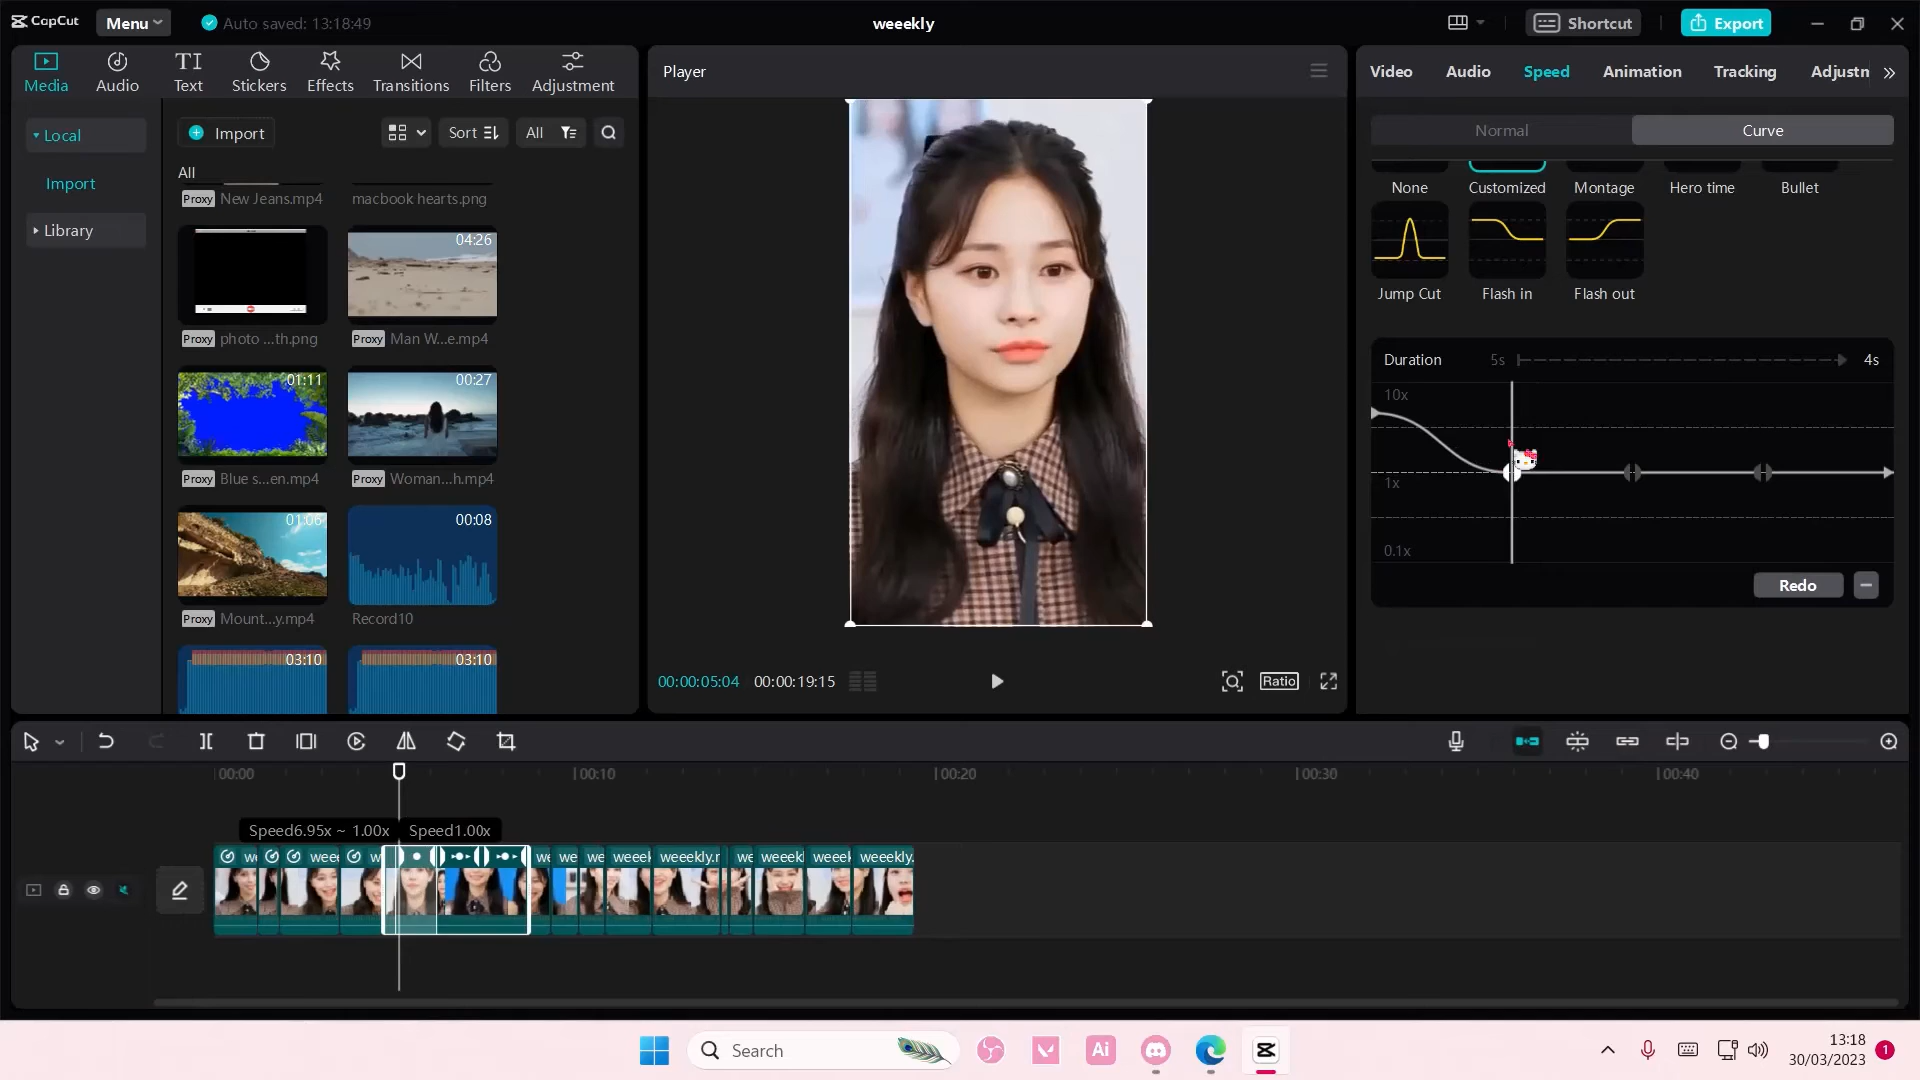 CapCut
Menu
Auto saved: 13:18:49
weeekly
Shortcut
Export
Media
Audio
Text
Stickers
Effects
Transitions
Filters
Adjustment
Local
Import
Library
Import
Sort
All
All
Proxy New Jeans.mp4
macbook hearts.png
04:26
Proxy photo ...th.png
Proxy Man W...e.mp4
01:11
00:27
Proxy Blue s...en.mp4
Proxy Woman...h.mp4
01:06
00:08
Proxy Mount...y.mp4
Record10
03:10
03:10
Player
00:00:05:04
00:00:19:15
Ratio
Video
Audio
Speed
Animation
Tracking
Adjustn
Normal
Curve
None
Customized
Montage
Hero time
Bullet
Jump Cut
Flash in
Flash out
Duration
5s
4s
10x
1x
0.1x
Redo
00:00
00:10
00:20
00:30
00:40
Speed6.95x ~ 1.00x
Speed1.00x
we
weee
w
we
we
we
weeekl
weeekly.r
we
weeekl
weeekl
weeekly.
Search
Ai
13:18
30/03/2023
1